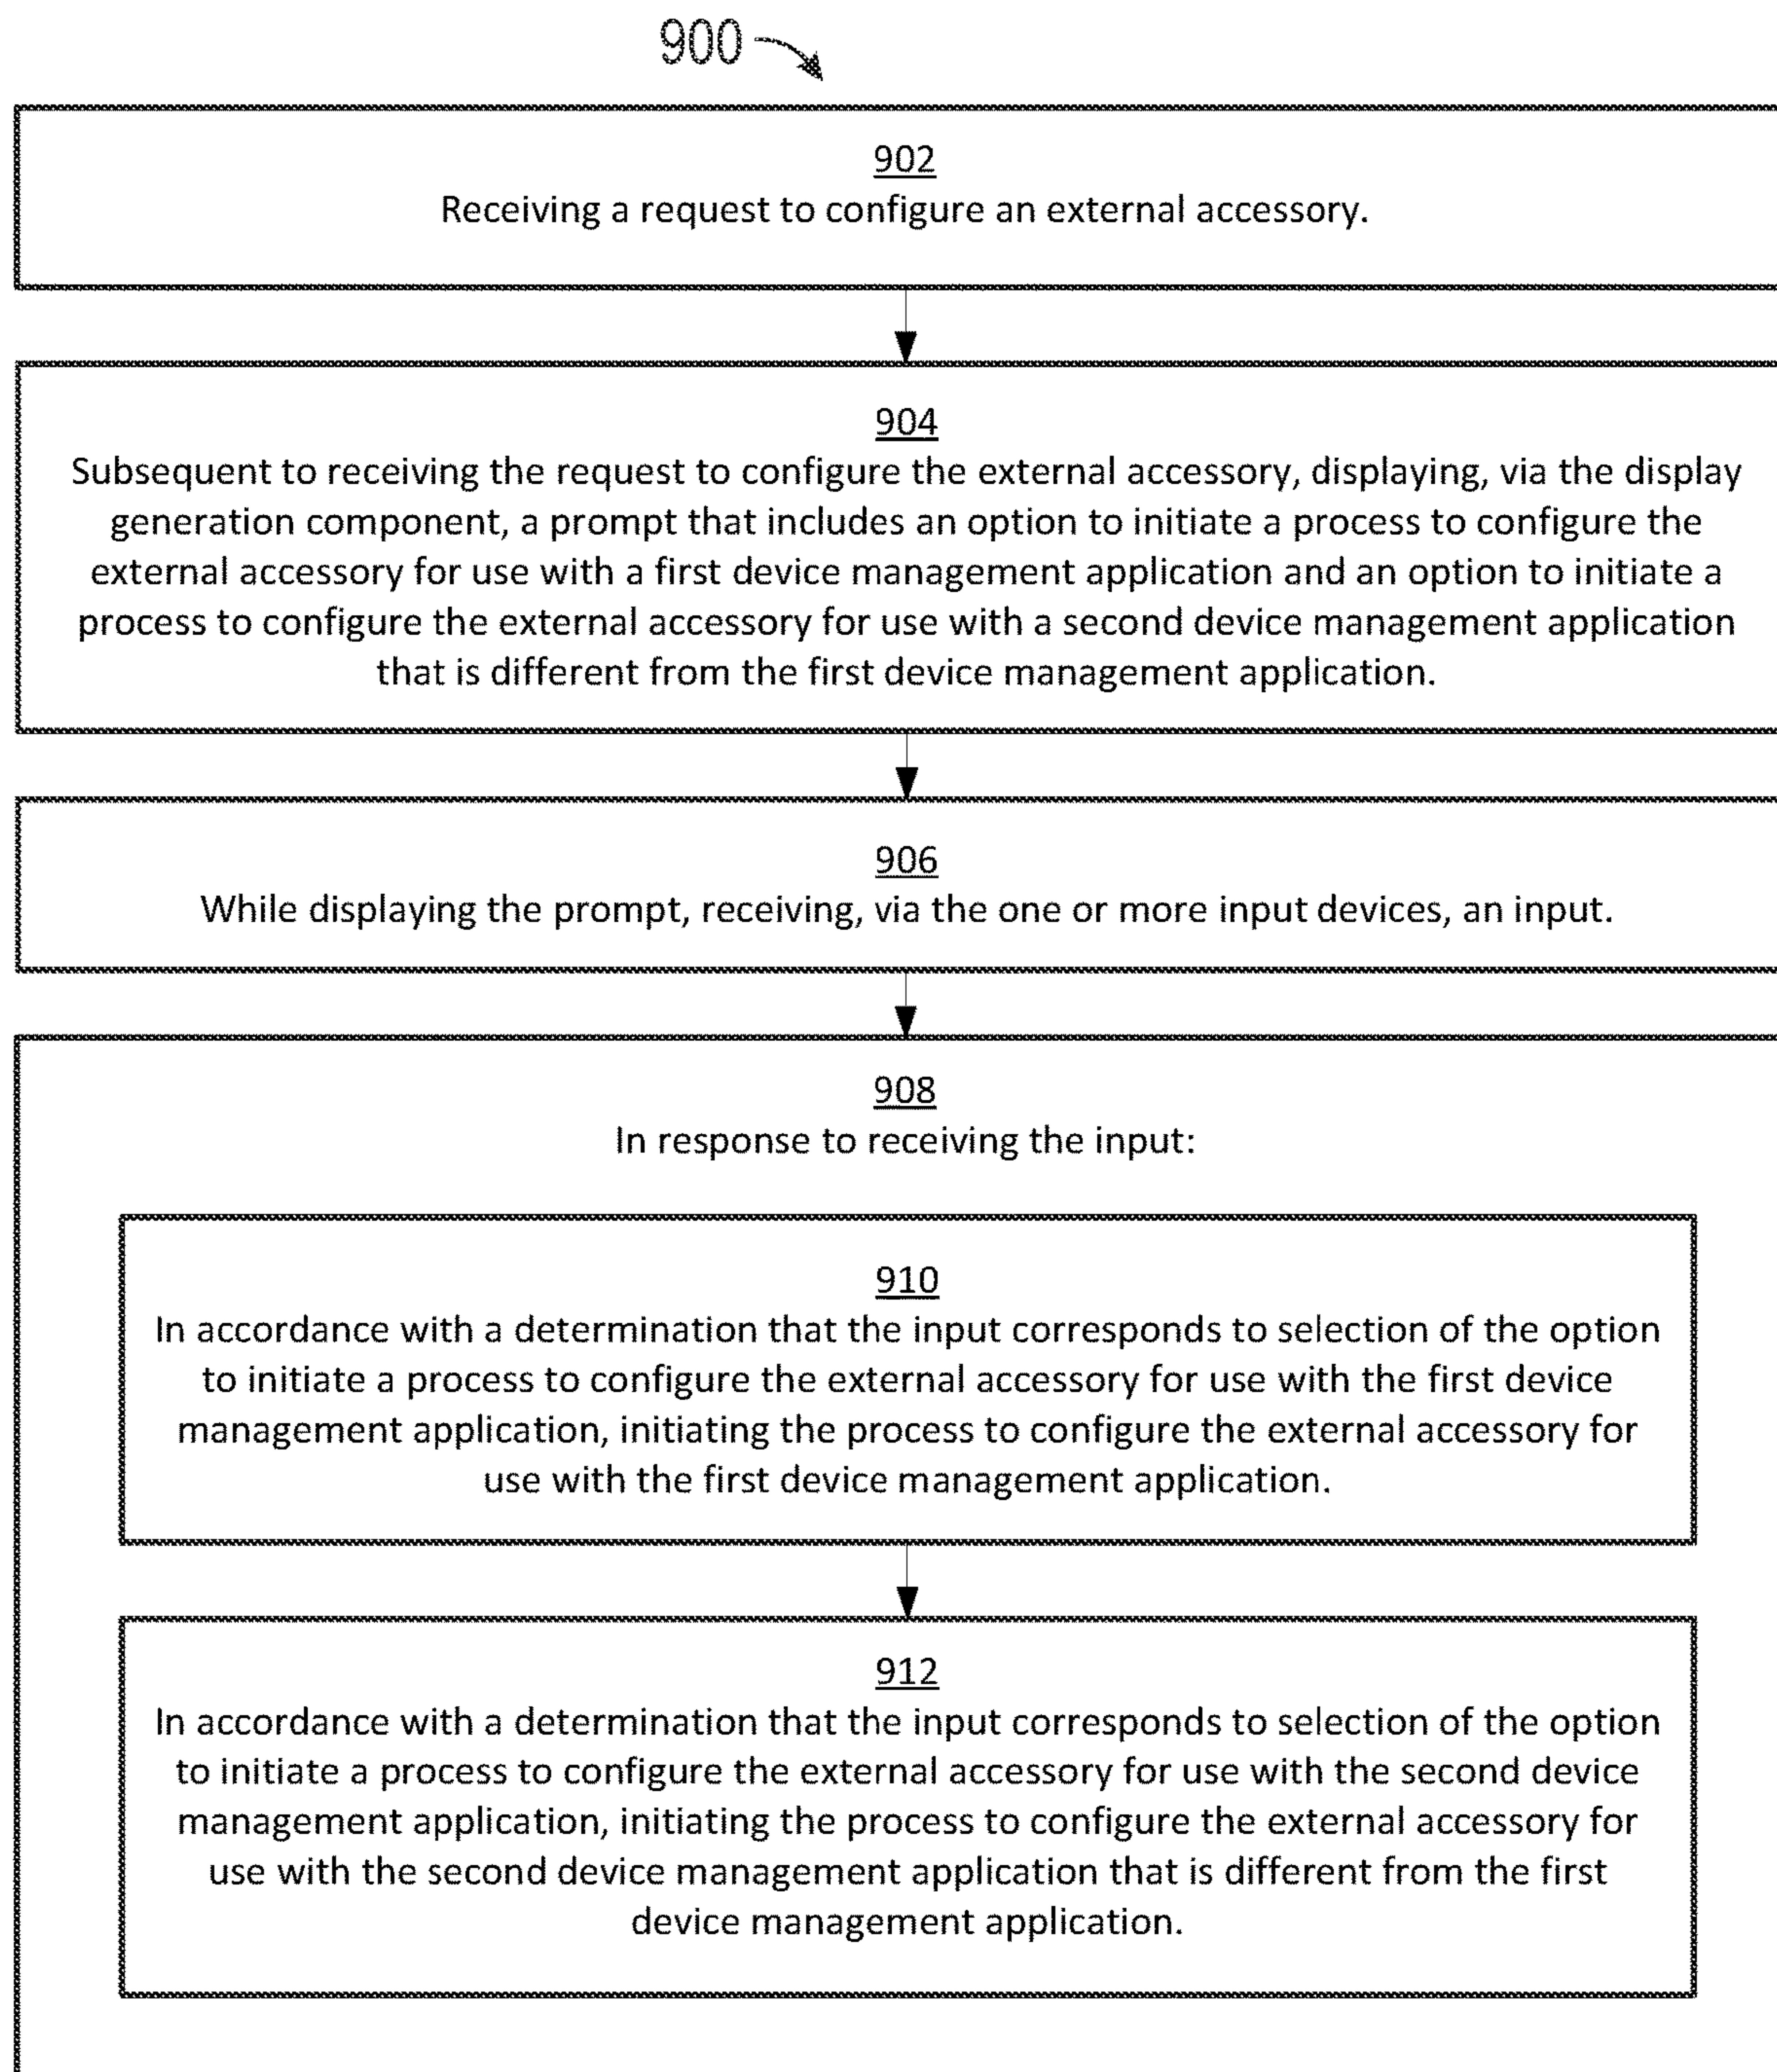 900
902
Receiving a request to configure an external accessory.
904
Subsequent to receiving the request to configure the external accessory, displaying, via the display
generation component, a prompt that includes an option to initiate a process to configure the
external accessory for use with a first device management application and an option to initiate a
process to configure the external accessory for use with a second device management application
that is different from the first device management application.
906
While displaying the prompt, receiving, via the one or more input devices, an input.
908
In response to receiving the input:
910
In accordance with a determination that the input corresponds to selection of the option
to initiate a process to configure the external accessory for use with the first device
management application, initiating the process to configure the external accessory for
use with the first device management application.
912
In accordance with a determination that the input corresponds to selection of the option
to initiate a process to configure the external accessory for use with the second device
management application, initiating the process to configure the external accessory for
use with the second device management application that is different from the first
device management application.